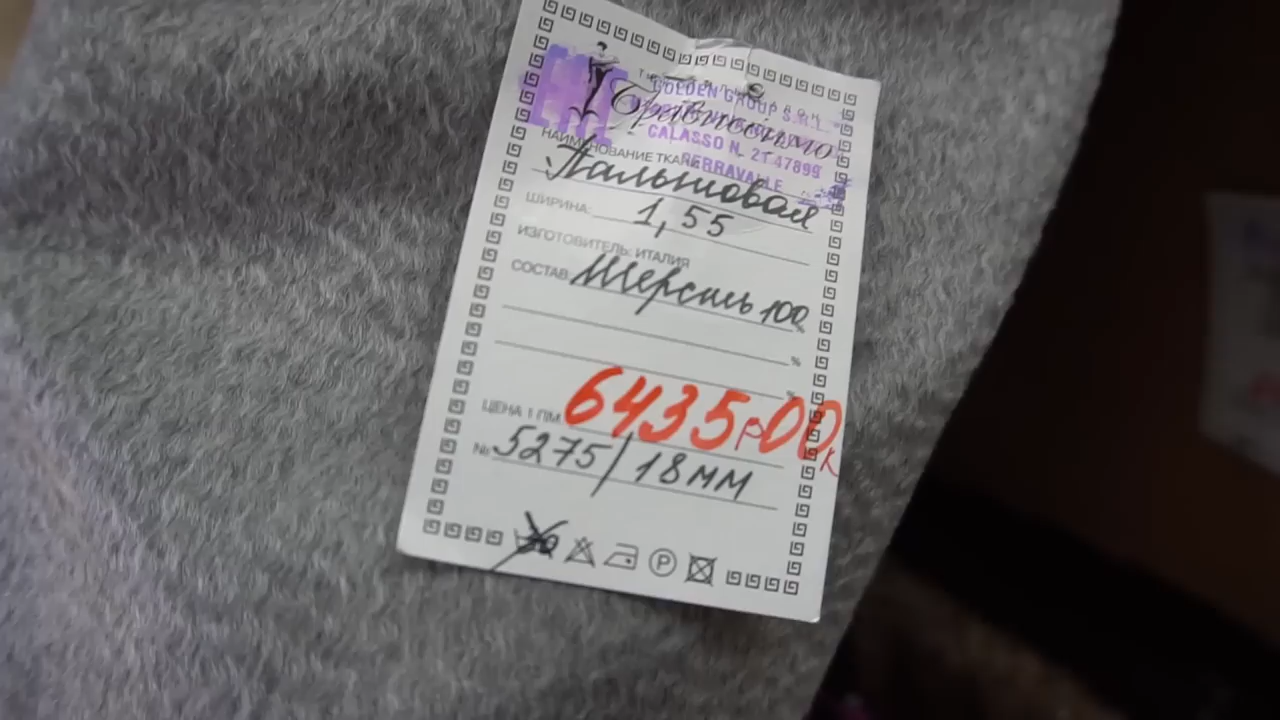 Брависсимо
GOLDEN GROUP S.R.L.
CALASSO N. 21 47899
SERRAVALLE
НАИМЕНОВАНИЕ ТКАНИ
Пальтовая
ШИРИНА: 1,55
ИЗГОТОВИТЕЛЬ: ИТАЛИЯ
СОСТАВ: Шерсть 100 %
%
%
ЦЕНА 1 П.М. 6435р00к
№ 5275/18мм
P